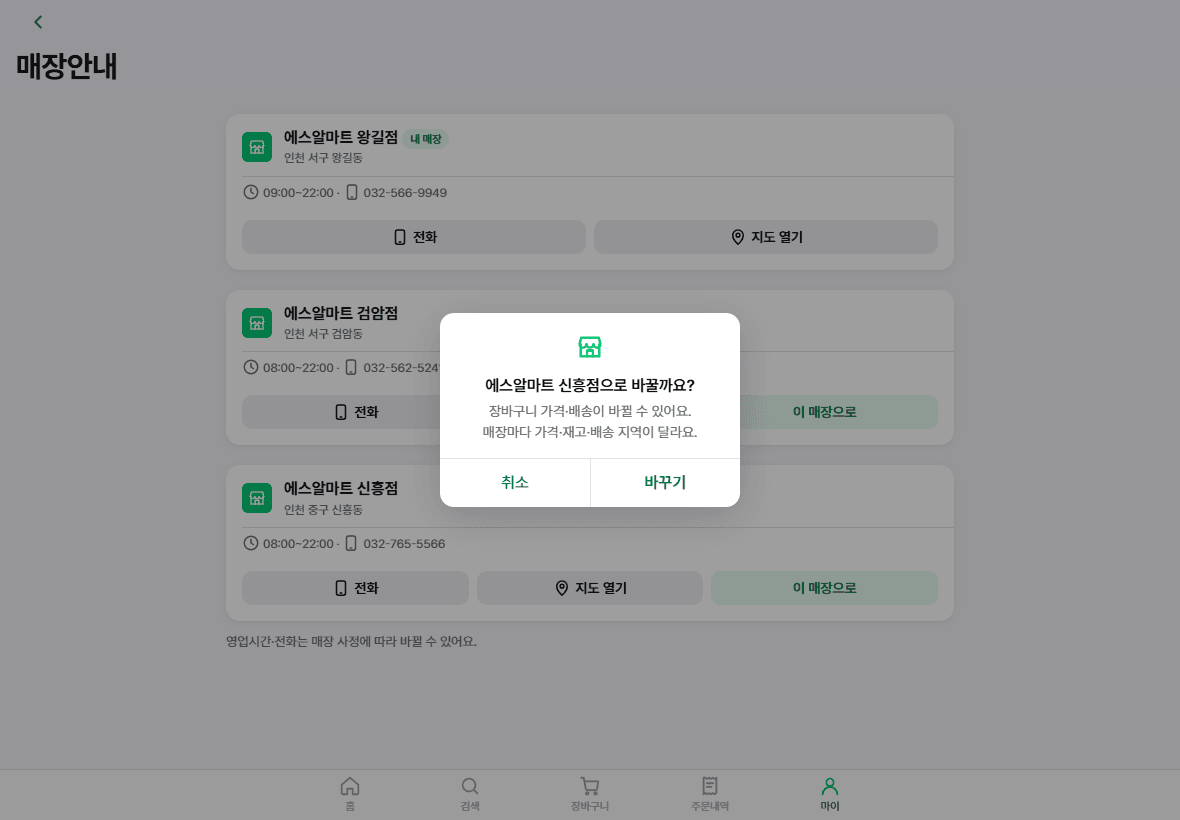 매장안내
에스알마트 왕길점 내 매장
인천 서구 왕길동
09:00~22:00 · 032-566-9949
전화 지도 열기
에스알마트 검암점
인천 서구 검암동
08:00~22:00 · 032-562-524
전화 이 매장으로
에스알마트 신흥점으로 바꿀까요?
장바구니 가격·배송이 바뀔 수 있어요.
매장마다 가격·재고·배송 지역이 달라요.
취소 바꾸기
에스알마트 신흥점
인천 중구 신흥동
08:00~22:00 · 032-765-5566
전화 지도 열기 이 매장으로
영업시간·전화는 매장 사정에 따라 바뀔 수 있어요.
홈 검색 장바구니 주문내역 마이